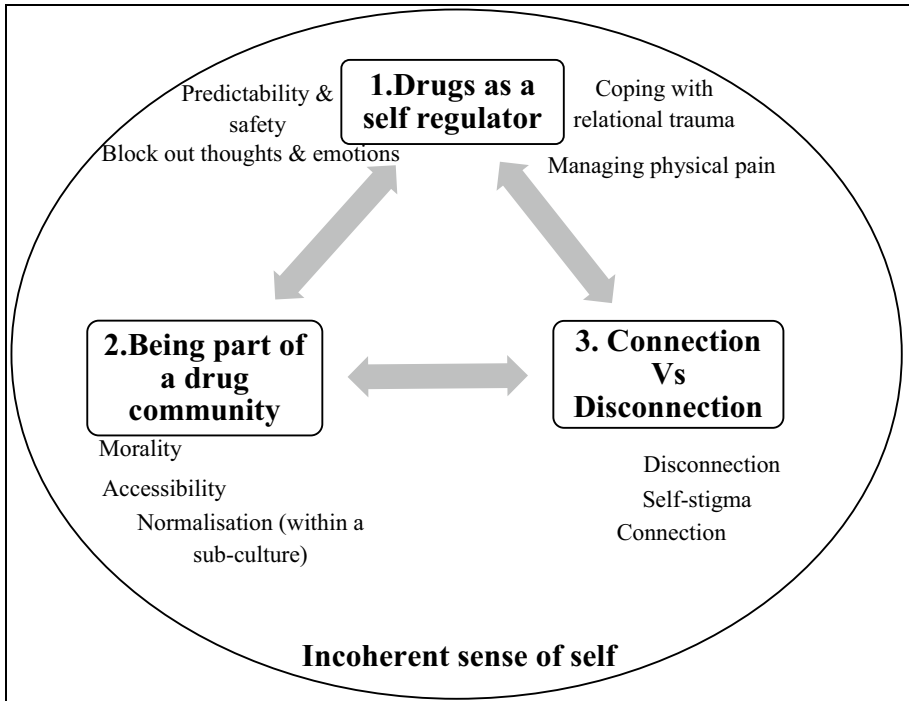 1.Drugs as a
self regulator
Predictability &
safety
Block out thoughts & emotions
Coping with
relational trauma
Managing physical pain
2.Being part of
a drug
community
Morality
Accessibility
Normalisation (within a
sub-culture)
3. Connection
Vs
Disconnection
Disconnection
Self-stigma
Connection
Incoherent sense of self